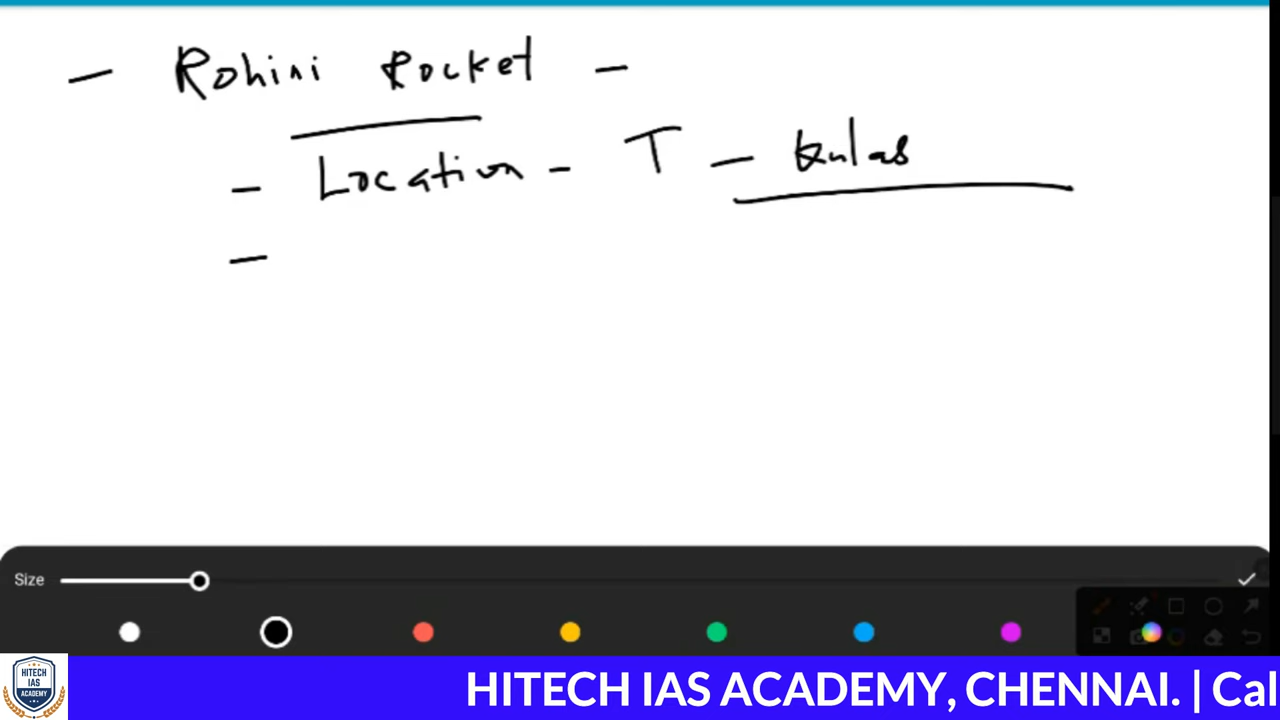 - Rohini Rocket -
- Location - T - Kulas
-
Size
HITECH IAS ACADEMY
HITECH IAS ACADEMY, CHENNAI. | Cal